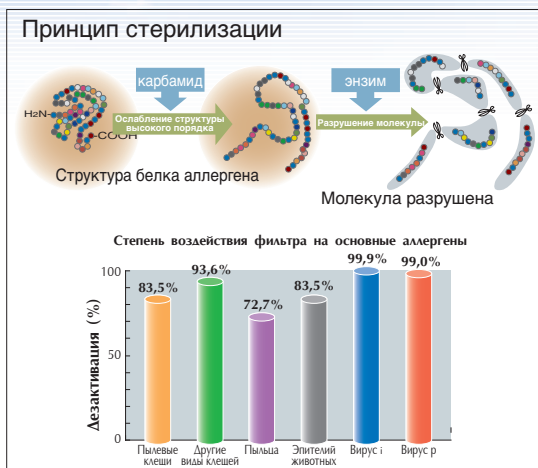 Принцип стерилизации
карбамид
энзим
H2N-
Ослабление структуры
высокого порядка
Разрушение молекулы
-COOH
Структура белка аллергена
Молекула разрушена
Степень воздействия фильтра на основные аллергены
Дезактивация (%)
100
50
0
83,5%
93,6%
72,7%
83,5%
99,9%
99,0%
Пылевые
клещи
Другие
виды клещей
Пыльца
Эпителий
животных
Вирус i
Вирус p